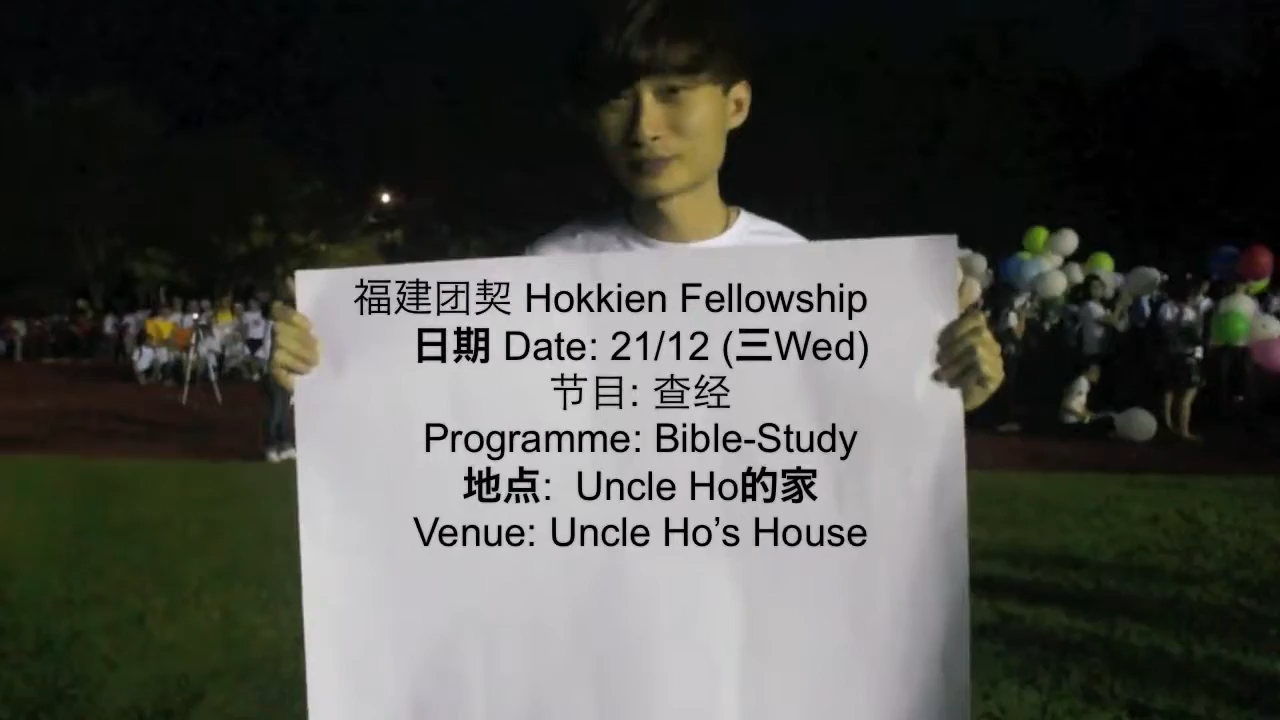 福建团契 Hokkien Fellowship
日期 Date: 21/12 (三Wed)
节目: 查经
Programme: Bible-Study
地点:  Uncle Ho的家
Venue: Uncle Ho’s House